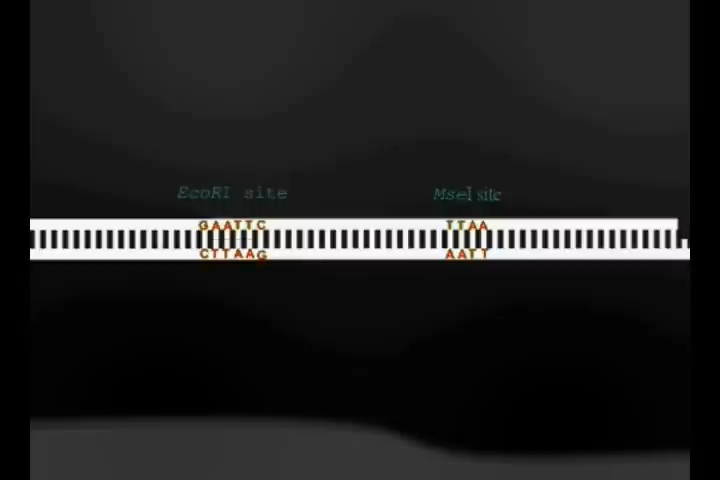 EcoRI site
MseI site
GAATTC
TTAA
CTTAAG
AATT